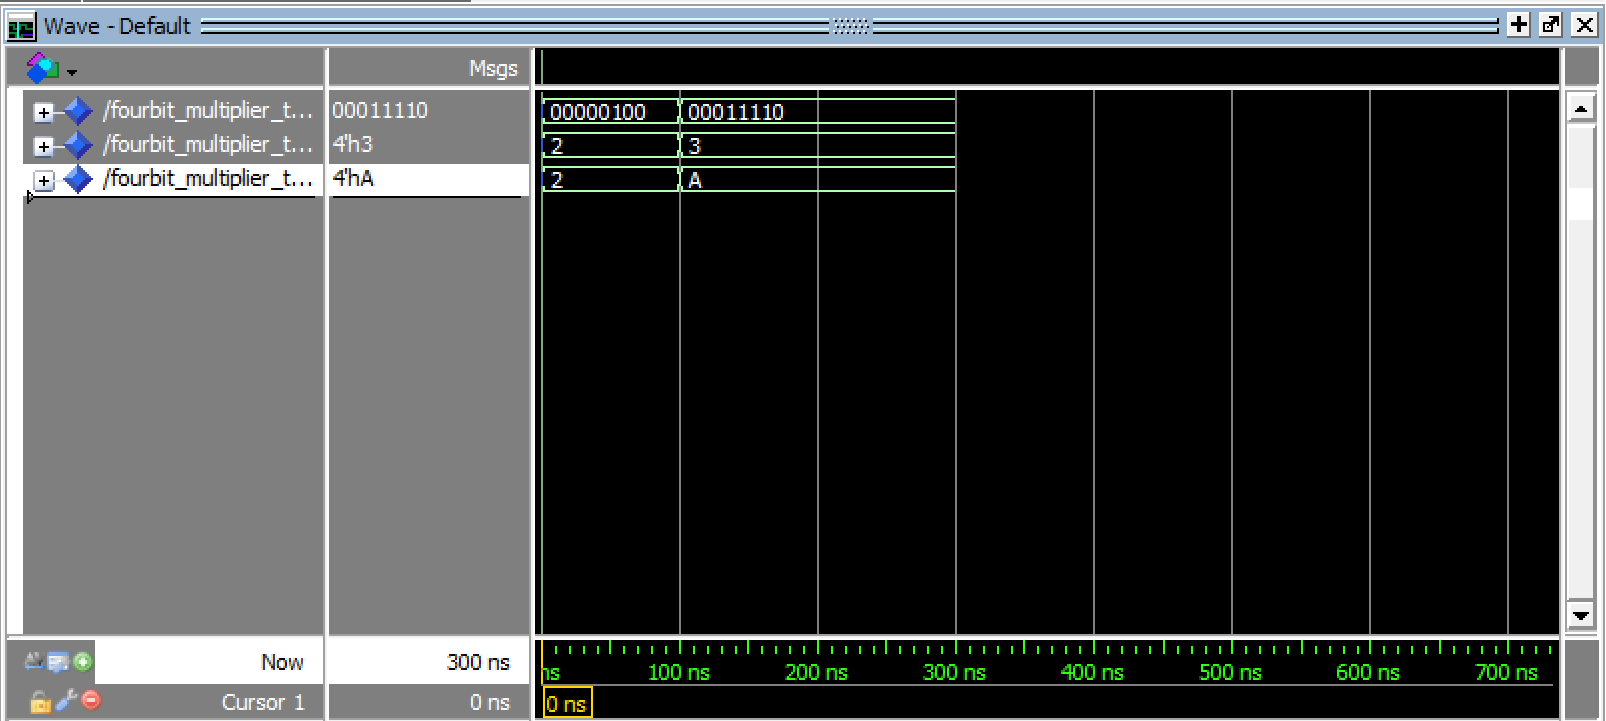 Wave - Default
Msgs
/fourbit_multiplier_t... 00011110 00000100 00011110
/fourbit_multiplier_t... 4'h3 2 3
/fourbit_multiplier_t... 4'hA 2 A
Now 300 ns ns 100 ns 200 ns 300 ns 400 ns 500 ns 600 ns 700 ns
Cursor 1 0 ns 0 ns